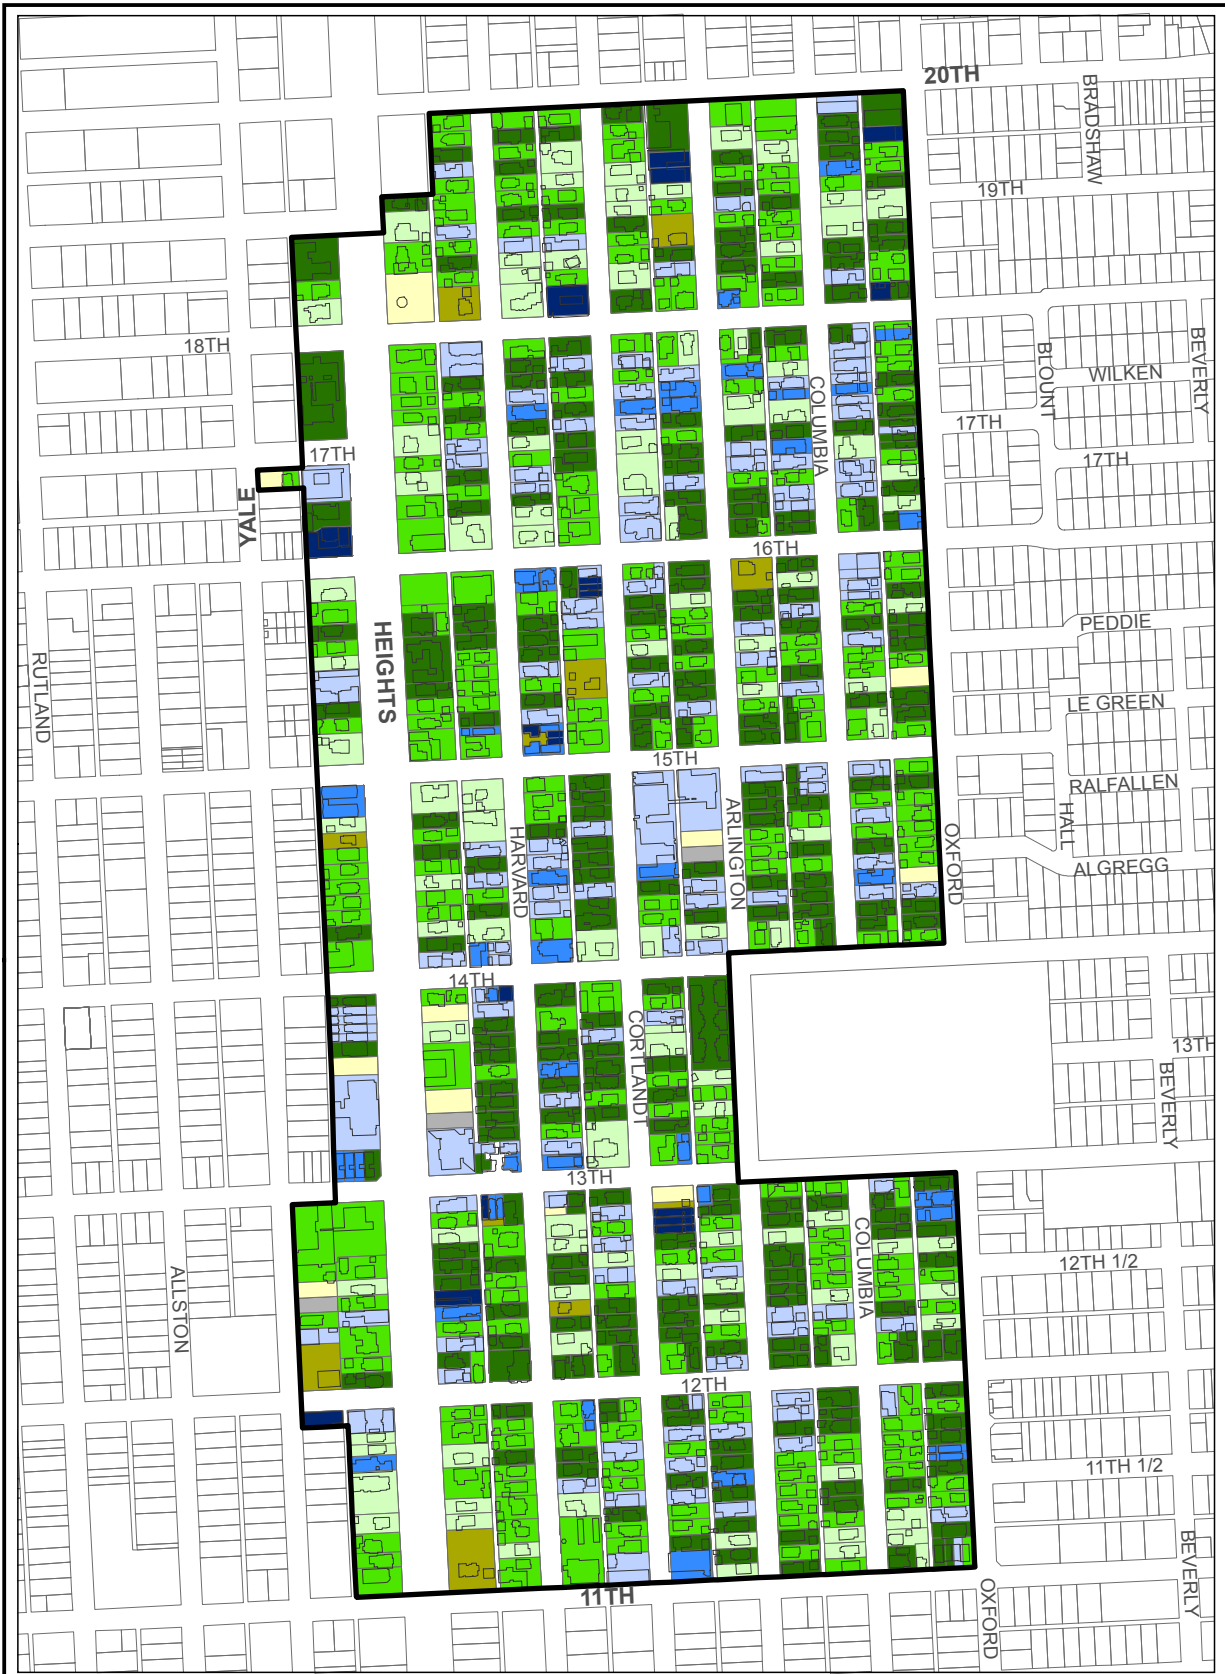 20TH
BRADSHAW
19TH
18TH
BEVERLY
BLOUNT
WILKEN
COLUMBIA
17TH
17TH
17TH
YALE
16TH
PEDDIE
HEIGHTS
RUTLAND
LE GREEN
15TH
RALFALLEN
ARLINGTON
HALL
HARVARD
OXFORD
ALGREGG
14TH
CORTLANDT
13TH
BEVERLY
13TH
COLUMBIA
12TH 1/2
ALLSTON
12TH
11TH 1/2
BEVERLY
11TH
OXFORD